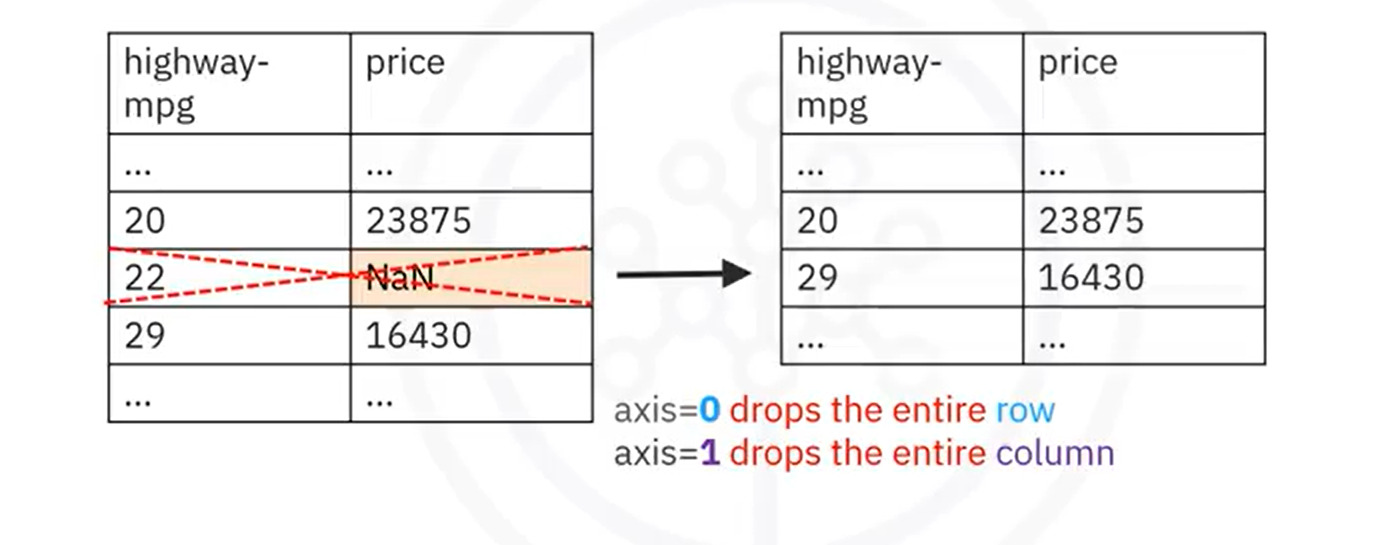 highway- price
mpg
... ...
20 23875
22 NaN
29 16430
... ...
highway- price
mpg
... ...
20 23875
29 16430
... ...
axis=0 drops the entire row
axis=1 drops the entire column